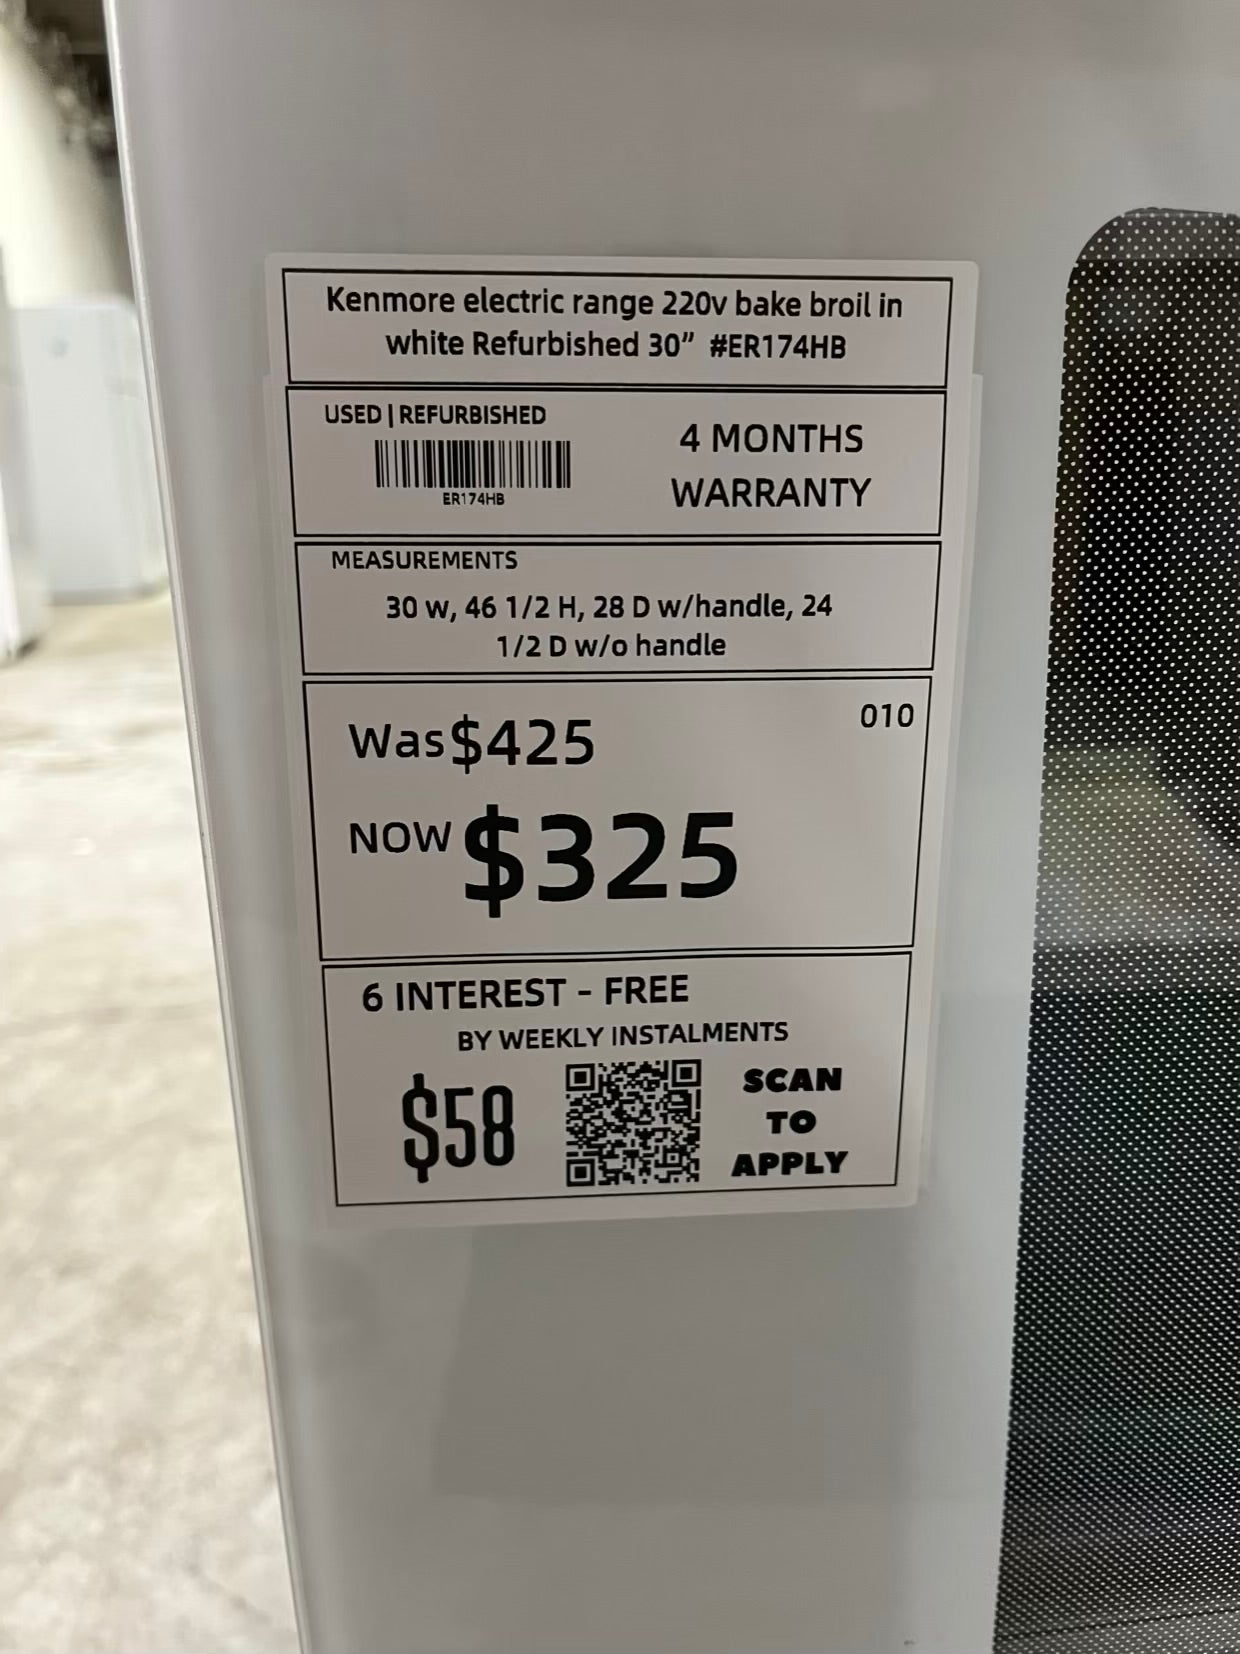 Kenmore electric range 220v bake broil in
white Refurbished 30” #ER174HB
USED | REFURBISHED
ER174HB
4 MONTHS
WARRANTY
MEASUREMENTS
30 w, 46 1/2 H, 28 D w/handle, 24
1/2 D w/o handle
010
Was $425
NOW $325
6 INTEREST - FREE
BY WEEKLY INSTALMENTS
$58
SCAN
TO
APPLY